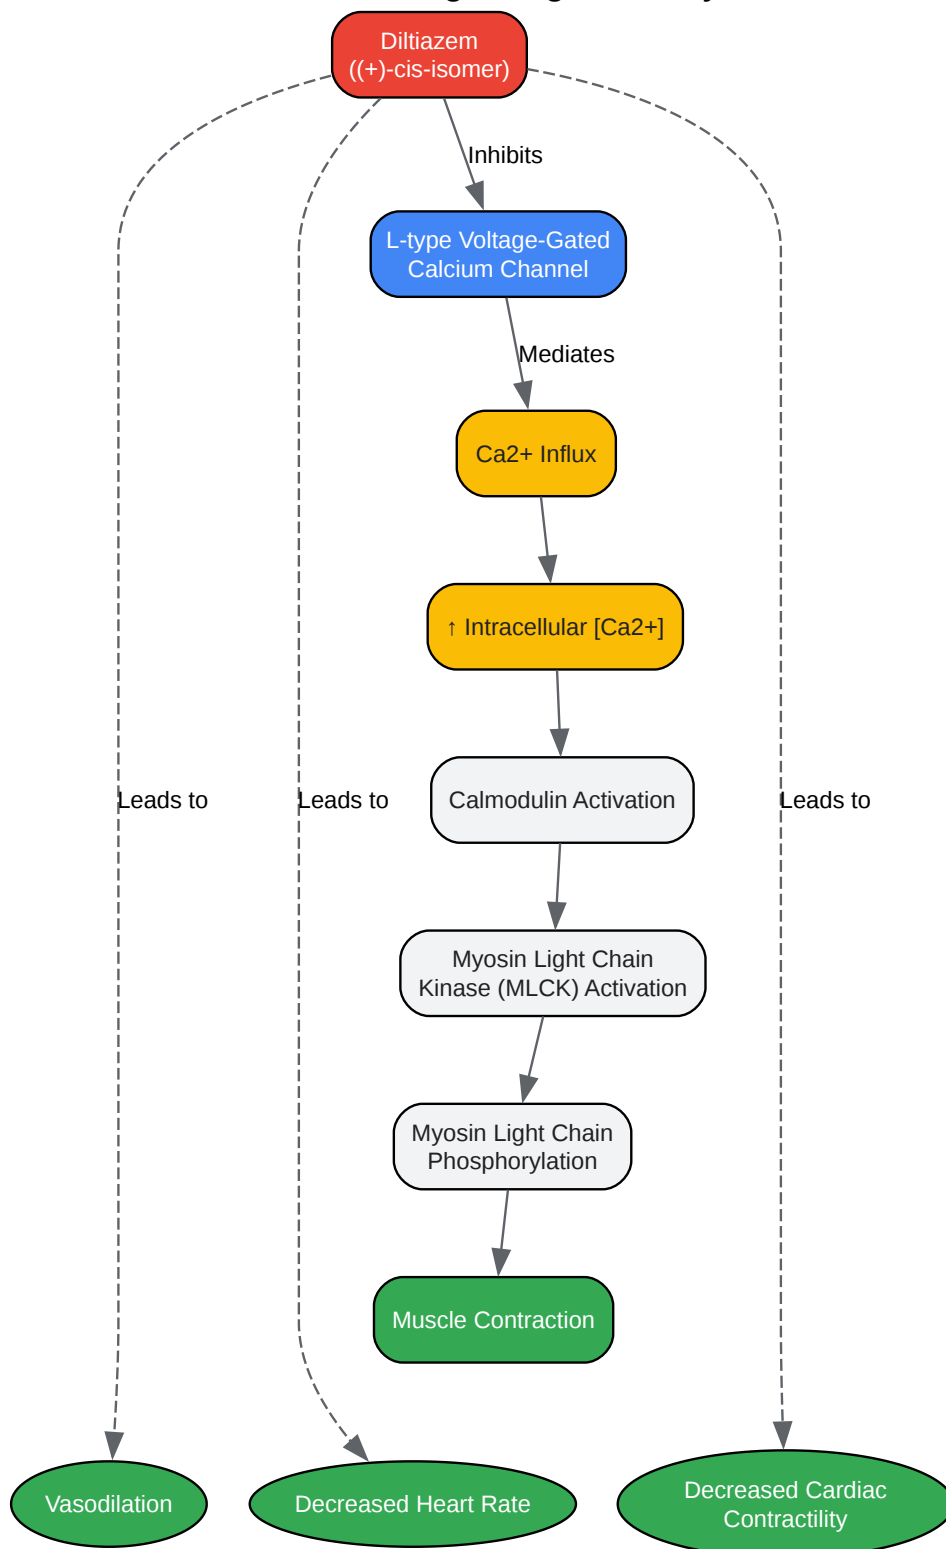 Diltiazem
((+)-cis-isomer)
Inhibits
L-type Voltage-Gated
Calcium Channel
Mediates
Ca2+ Influx
↑ Intracellular [Ca2+]
Calmodulin Activation
Leads to
Leads to
Leads to
Myosin Light Chain
Kinase (MLCK) Activation
Myosin Light Chain
Phosphorylation
Muscle Contraction
Vasodilation
Decreased Heart Rate
Decreased Cardiac
Contractility